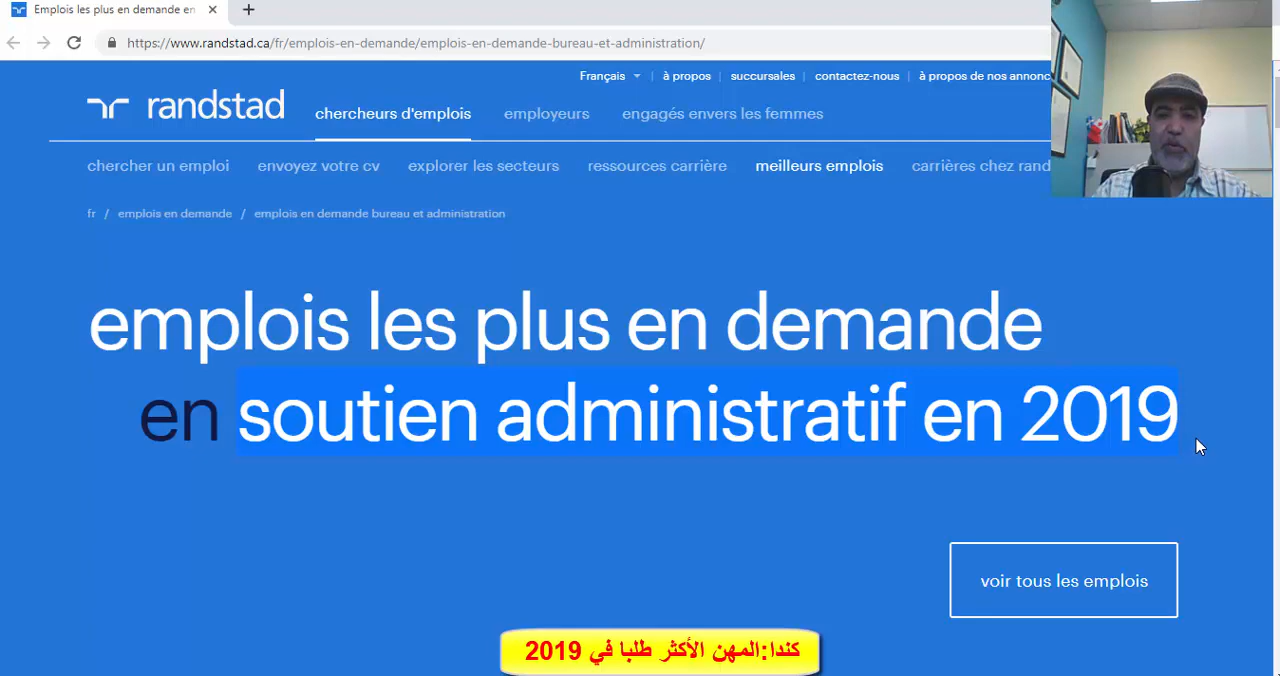 Emplois les plus en demande en
https://www.randstad.ca/fr/emplois-en-demande/emplois-en-demande-bureau-et-administration/
Français | à propos | succursales | contactez-nous | à propos de nos annonc
randstad
chercheurs d'emplois employeurs engagés envers les femmes
chercher un emploi envoyez votre cv explorer les secteurs ressources carrière meilleurs emplois carrières chez rand
fr / emplois en demande / emplois en demande bureau et administration
emplois les plus en demande
en soutien administratif en 2019
voir tous les emplois
كندا:المهن الأكثر طلبا في 2019